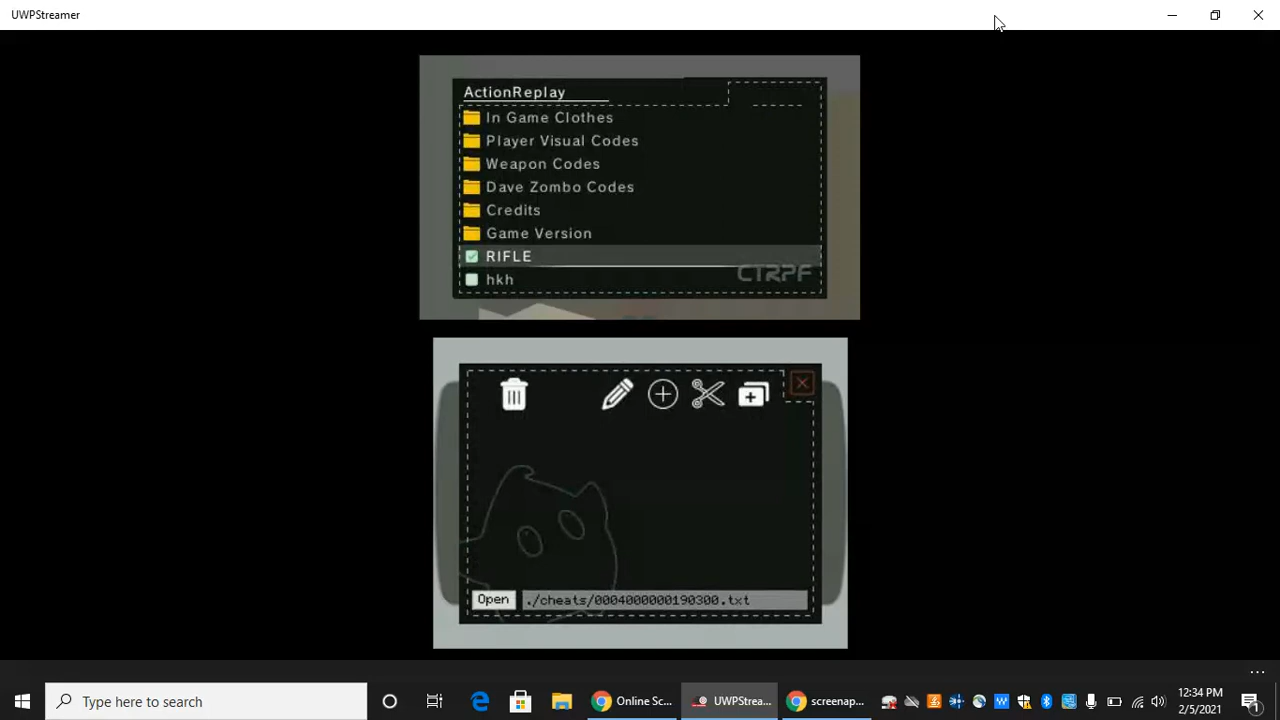 UWPStreamer
ActionReplay
In Game Clothes
Player Visual Codes
Weapon Codes
Dave Zombo Codes
Credits
Game Version
RIFLE
hkh
CTRPF
Open
./cheats/0004000000190300.txt
Type here to search
Online Sc...
UWPStrea...
screenap...
12:34 PM
2/5/2021
1